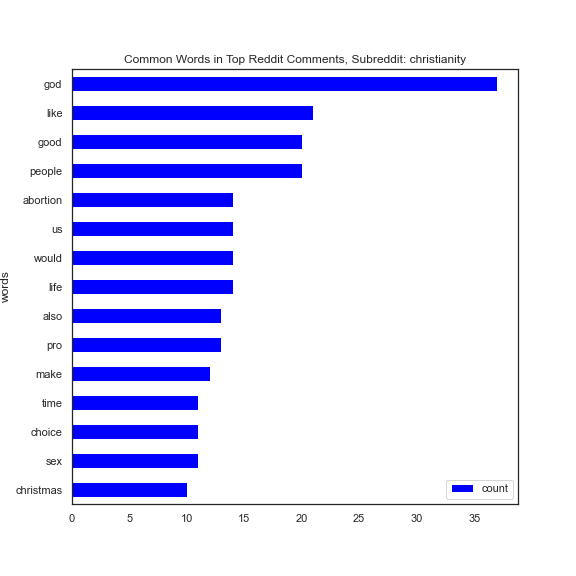 Common Words in Top Reddit Comments, Subreddit: christianity
god
like
good
people
abortion
us
would
life
also
pro
make
time
choice
sex
christmas
words
count
0 5 10 15 20 25 30 35